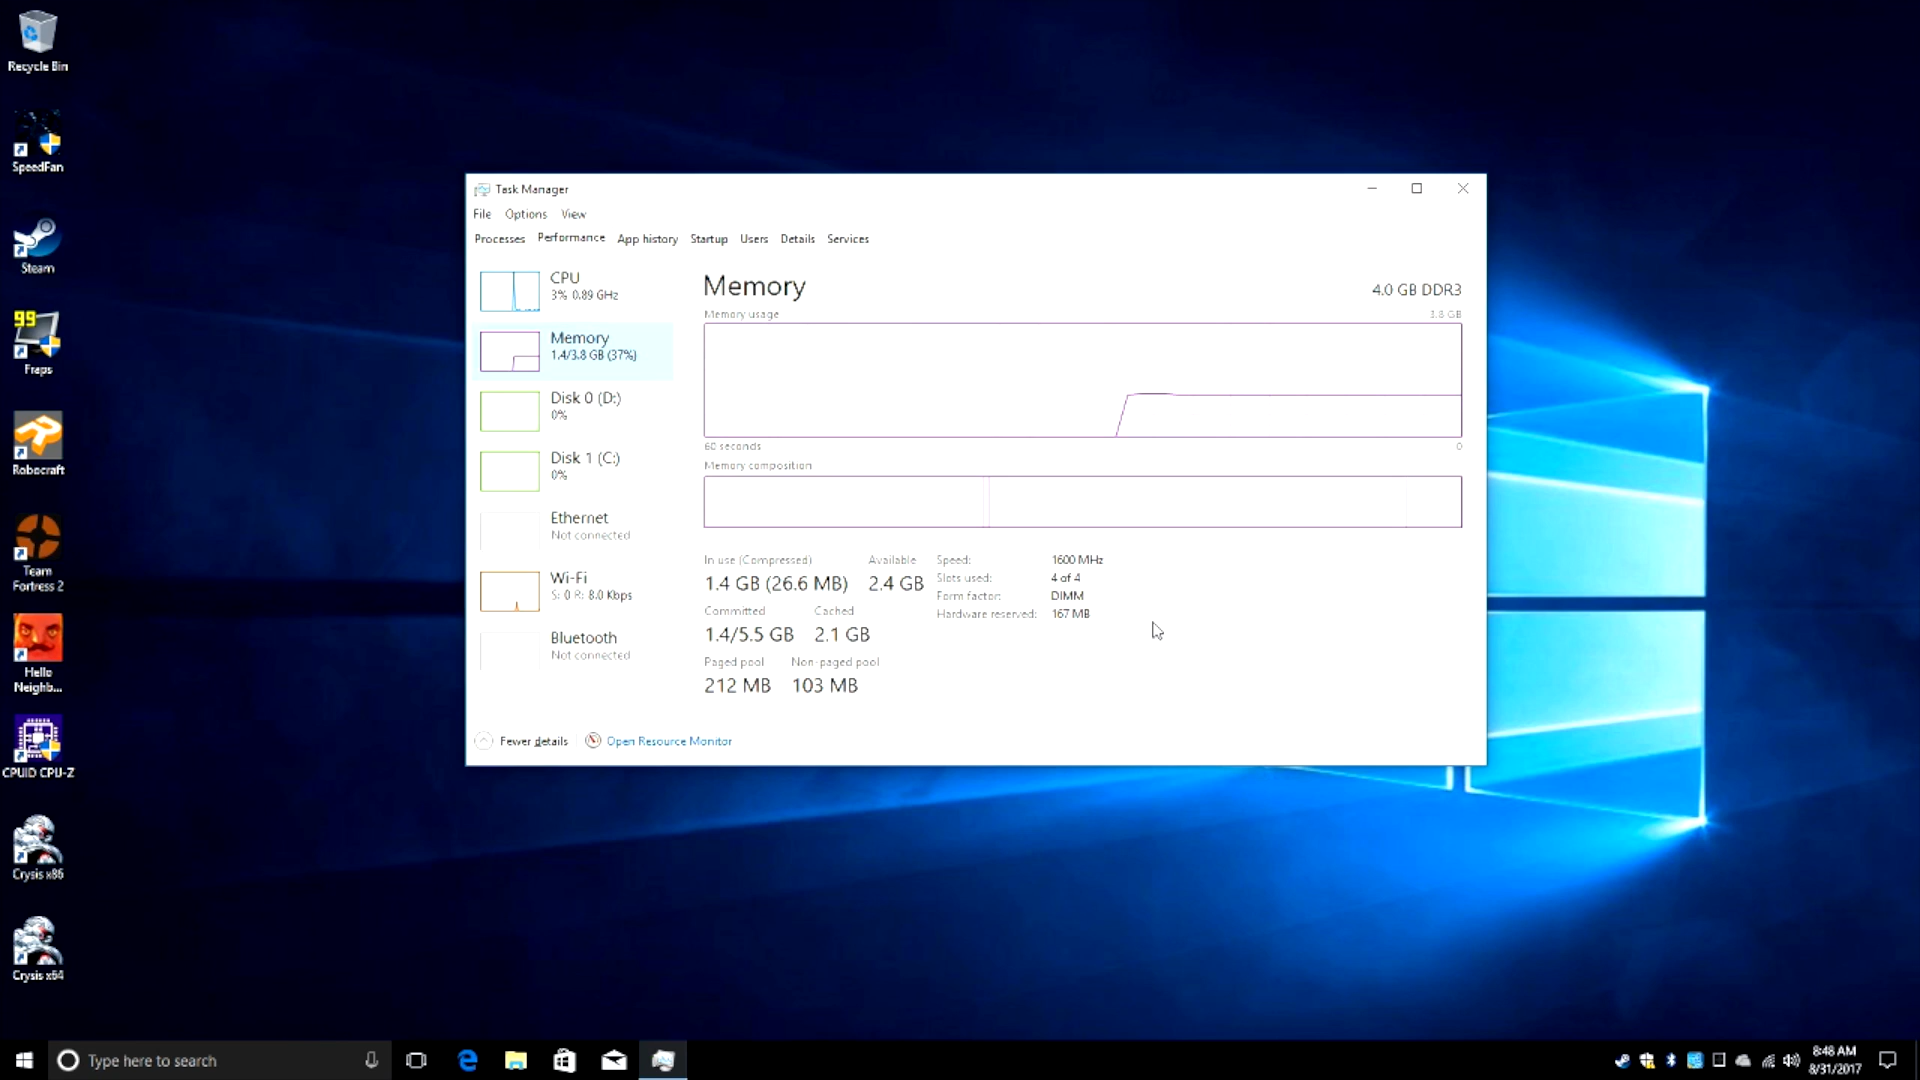 Recycle Bin
SpeedFan
Steam
99
Fraps
Robocraft
Team
Fortress 2
Hello
Neighb...
CPUID CPU-Z
Crysis x86
Crysis x64
Task Manager
File Options View
Processes Performance App history Startup Users Details Services
CPU
3% 0.89 GHz
Memory
1.4/3.8 GB (37%)
Disk 0 (D:)
0%
Disk 1 (C:)
0%
Ethernet
Not connected
Wi-Fi
S: 0 R: 8.0 Kbps
Bluetooth
Not connected
Memory 4.0 GB DDR3
Memory usage 3.8 GB
60 seconds 0
Memory composition
In use (Compressed) Available
1.4 GB (26.6 MB) 2.4 GB
Committed Cached
1.4/5.5 GB 2.1 GB
Paged pool Non-paged pool
212 MB 103 MB
Speed: 1600 MHz
Slots used: 4 of 4
Form factor: DIMM
Hardware reserved: 167 MB
Fewer details Open Resource Monitor
Type here to search
8:48 AM
8/31/2017